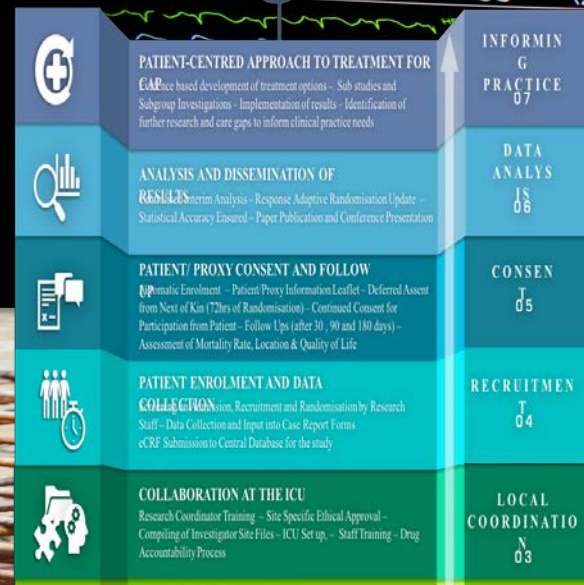 PATIENT-CENTRED APPROACH TO TREATMENT FOR
CAP
based development of treatment options – Sub studies and
Subgroup Investigations – Implementation of results – Identification of
further research and care gaps to inform clinical practice needs
INFORMIN
G
PRACTICE
07
ANALYSIS AND DISSEMINATION OF
RESULTS
Interim Analysis – Response Adaptive Randomisation Update –
Statistical Accuracy Ensured – Paper Publication and Conference Presentation
DATA
ANALYS
IS
06
PATIENT/ PROXY CONSENT AND FOLLOW
UP
Enrolment – Patient/Proxy Information Leaflet – Deferred Assent
from Next of Kin (72hrs of Randomisation) – Continued Consent for
Participation from Patient – Follow Ups (after 30 , 90 and 180 days) –
Assessment of Mortality Rate, Location & Quality of Life
CONSEN
T
05
PATIENT ENROLMENT AND DATA
COLLECTION
Recruitment and Randomisation by Research
Staff – Data Collection and Input into Case Report Forms
eCRF Submission to Central Database for the study
RECRUITMEN
T
04
COLLABORATION AT THE ICU
Research Coordinator Training – Site Specific Ethical Approval –
Compiling of Investigator Site Files – ICU Set up, – Staff Training – Drug
Accountability Process
LOCAL
COORDINATIO
N
03